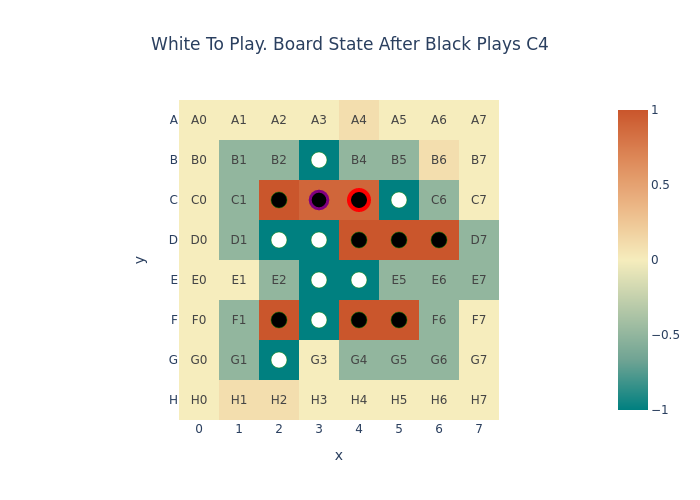 White To Play. Board State After Black Plays C4
A A0 A1 A2 A3 A4 A5 A6 A7
B B0 B1 B2 B4 B5 B6 B7
C C0 C1 C6 C7
D D0 D1 D7
E E0 E1 E2 E5 E6 E7
F F0 F1 F6 F7
G G0 G1 G3 G4 G5 G6 G7
H H0 H1 H2 H3 H4 H5 H6 H7
0 1 2 3 4 5 6 7
x
y
1
0.5
0
−0.5
−1